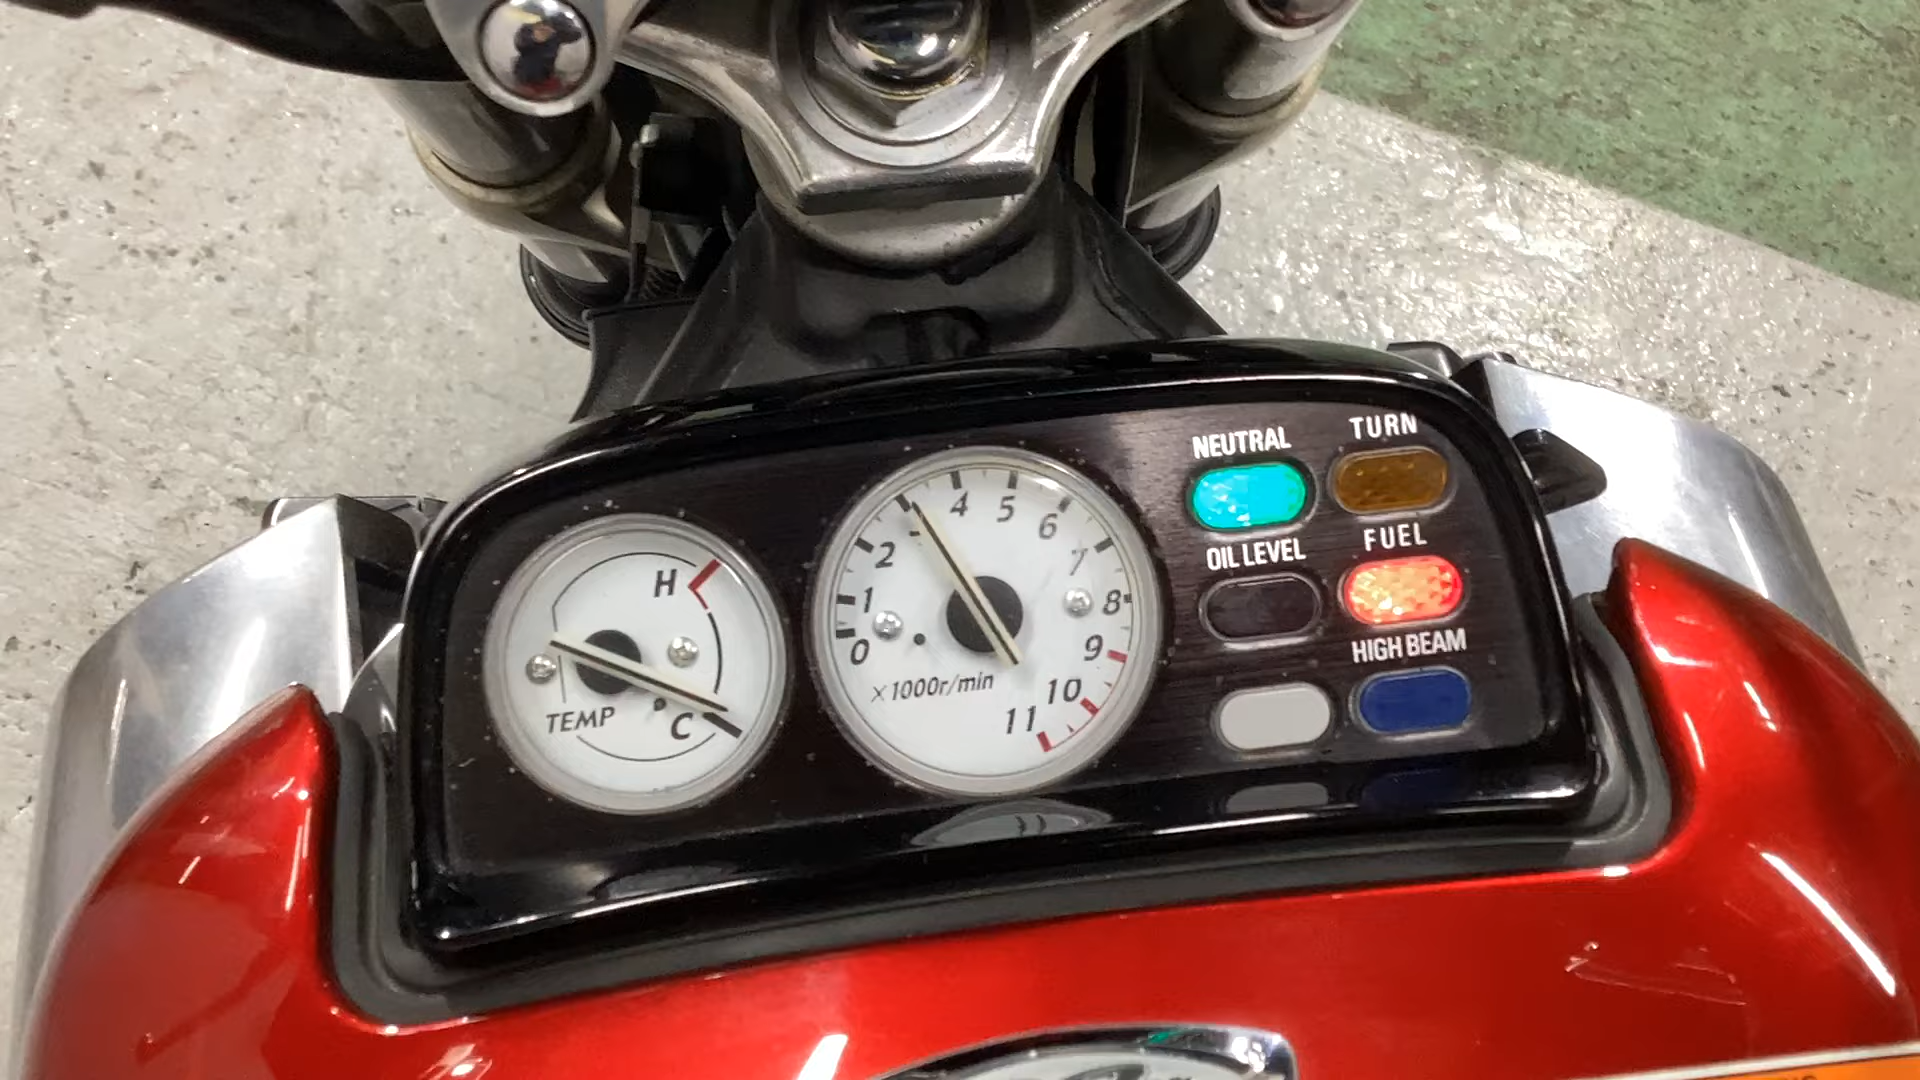 NEUTRAL
TURN
OIL LEVEL
FUEL
HIGH BEAM
H
TEMP
C
0
1
2
4
5
6
7
8
9
10
11
×1000r/min